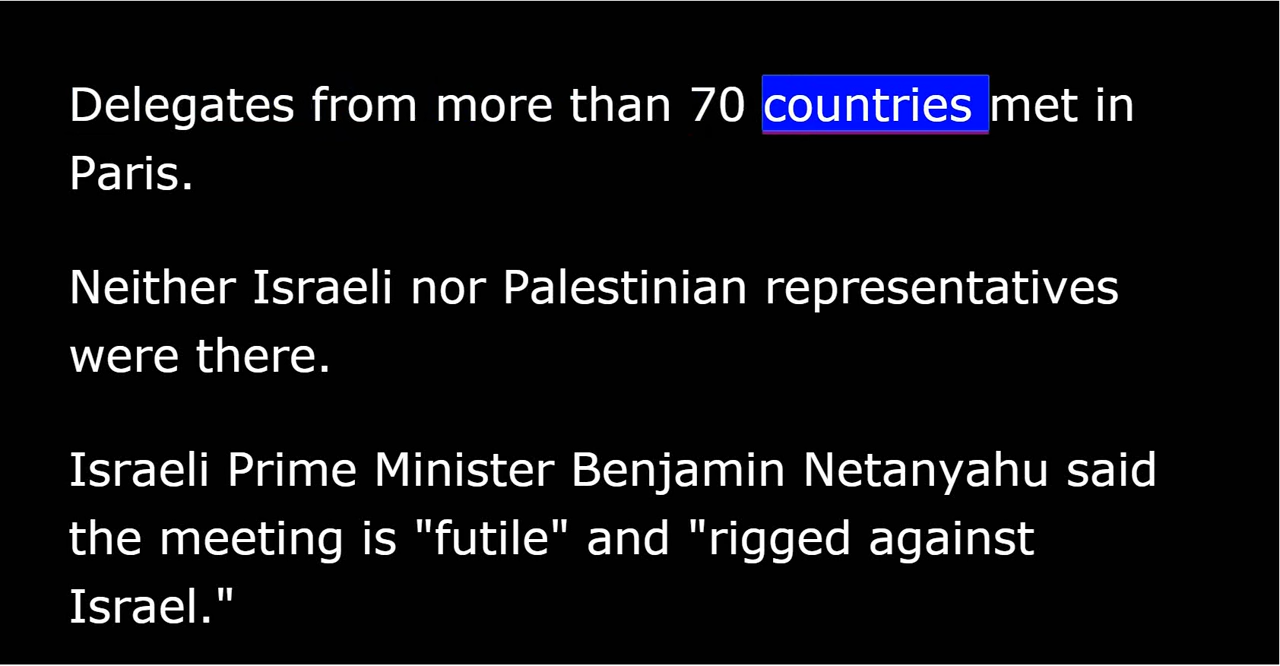 Delegates from more than 70 countries met in
Paris.
Neither Israeli nor Palestinian representatives
were there.
Israeli Prime Minister Benjamin Netanyahu said
the meeting is "futile" and "rigged against
Israel."